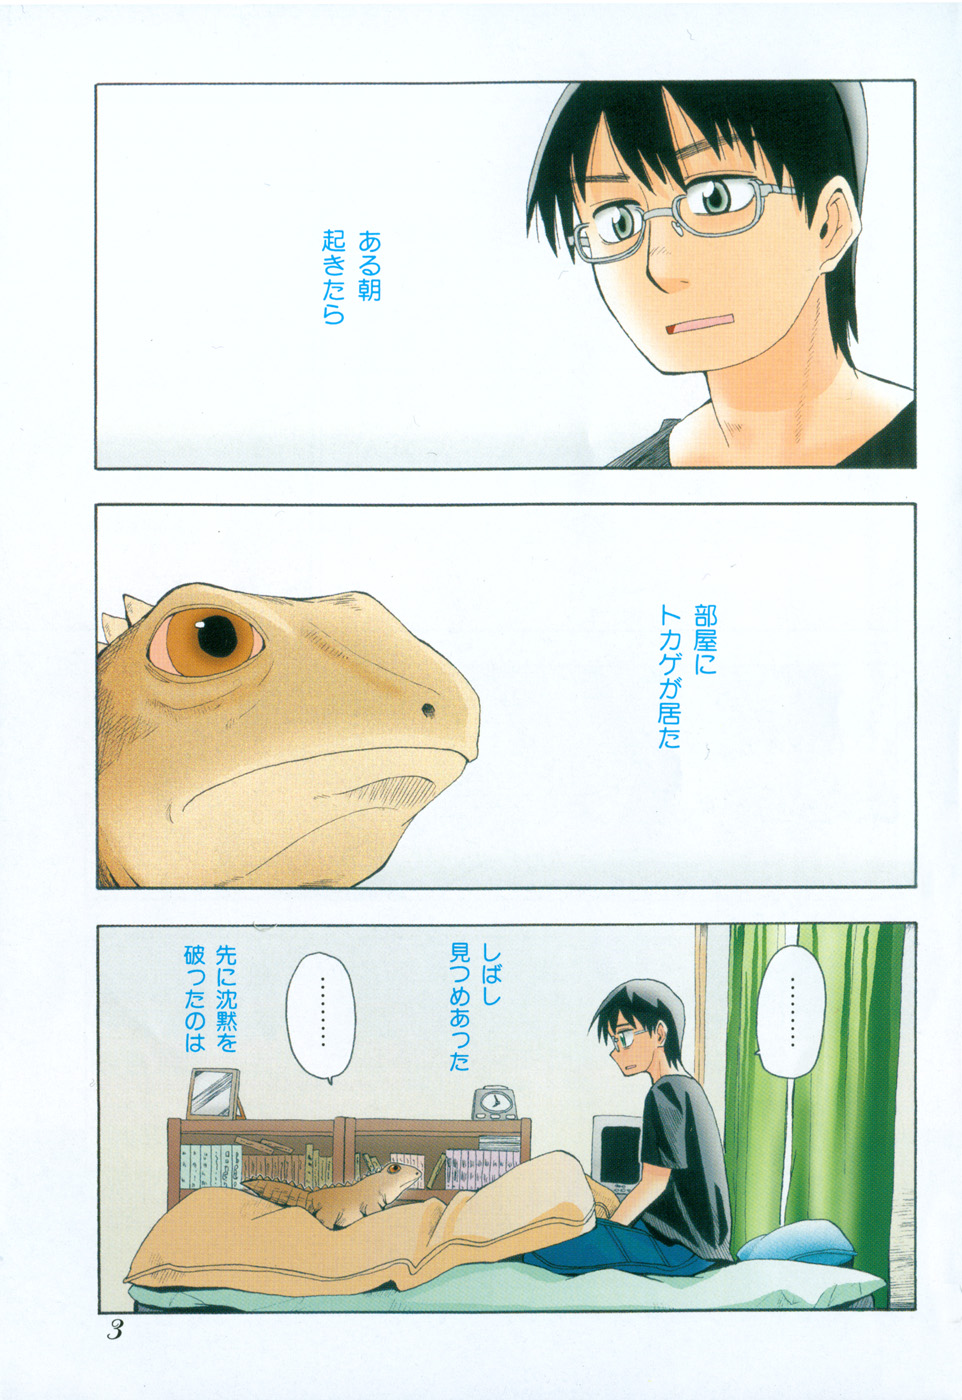 ある朝
起きたら
部屋に
トカゲが居た
………
しばし
見つめあった
………
先に沈黙を
破ったのは
3